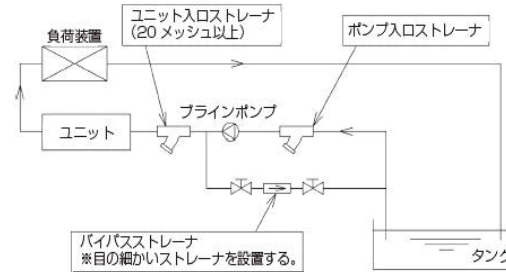 ユニット入口ストレーナ
(20メッシュ以上)
ポンプ入口ストレーナ
負荷装置
ブラインポンプ
ユニット
バイパスストレーナ
※目の細かいストレーナを設置する。
タンク